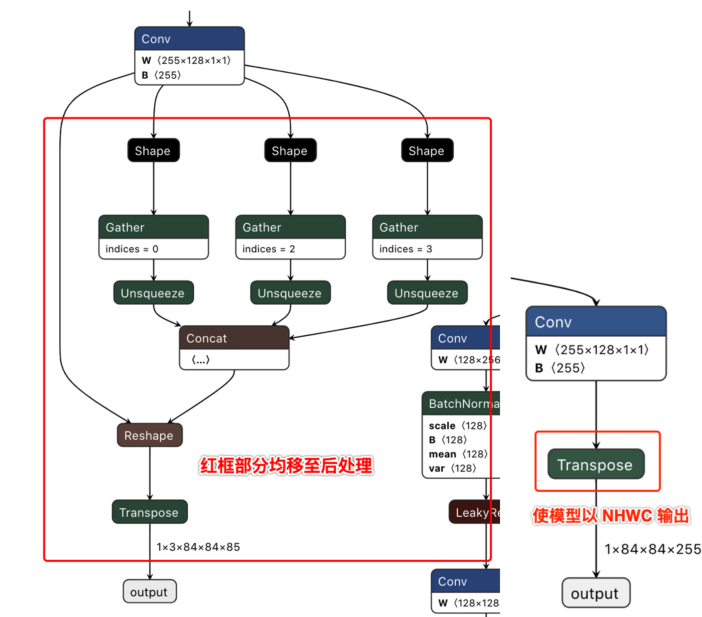 Conv
W ⟨255×128×1×1⟩
B ⟨255⟩
Shape
Shape
Shape
Gather
indices = 0
Gather
indices = 2
Gather
indices = 3
Unsqueeze
Unsqueeze
Unsqueeze
Concat
⟨...⟩
Reshape
红框部分均移至后处理
Transpose
1×3×84×84×85
output
Conv
W ⟨128×256
BatchNorma
scale ⟨128⟩
B ⟨128⟩
mean ⟨128⟩
var ⟨128⟩
LeakyRe
Conv
W ⟨128×128
Conv
W ⟨255×128×1×1⟩
B ⟨255⟩
Transpose
使模型以 NHWC 输出
1×84×84×255
output